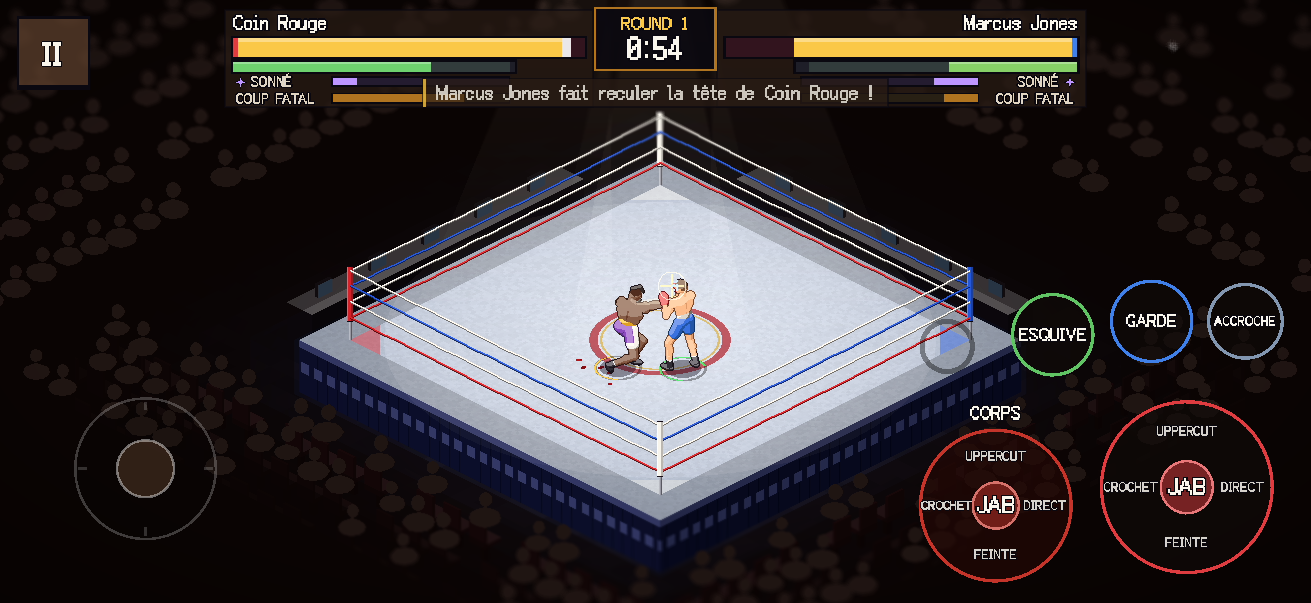 II
Coin Rouge
ROUND 1
0:54
Marcus Jones
SONNÉ
COUP FATAL
SONNÉ
COUP FATAL
Marcus Jones fait reculer la tête de Coin Rouge !
ESQUIVE
GARDE
ACCROCHE
CORPS
UPPERCUT
CROCHET JAB DIRECT
FEINTE
UPPERCUT
CROCHET JAB DIRECT
FEINTE